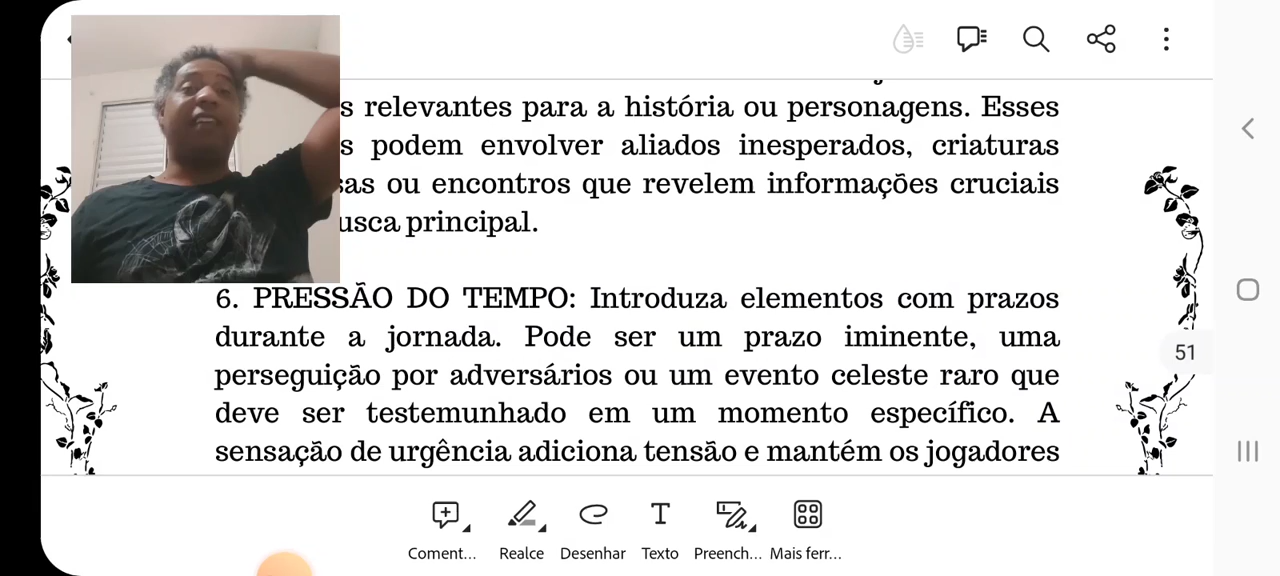 relevantes para a história ou personagens. Esses
podem envolver aliados inesperados, criaturas
ou encontros que revelem informações cruciais
principal.
6. PRESSÃO DO TEMPO: Introduza elementos com prazos
durante a jornada. Pode ser um prazo iminente, uma
perseguição por adversários ou um evento celeste raro que
deve ser testemunhado em um momento específico. A
sensação de urgência adiciona tensão e mantém os jogadores
51
Coment...
Realce
Desenhar
Texto
Preench...
Mais ferr...